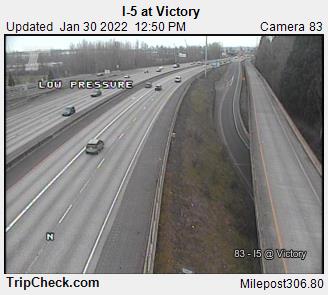 I-5 at Victory
Updated Jan 30 2022 12:50 PM Camera 83
LOW PRESSURE
N
83 - I5 @ Victory
TripCheck.com Milepost306.80